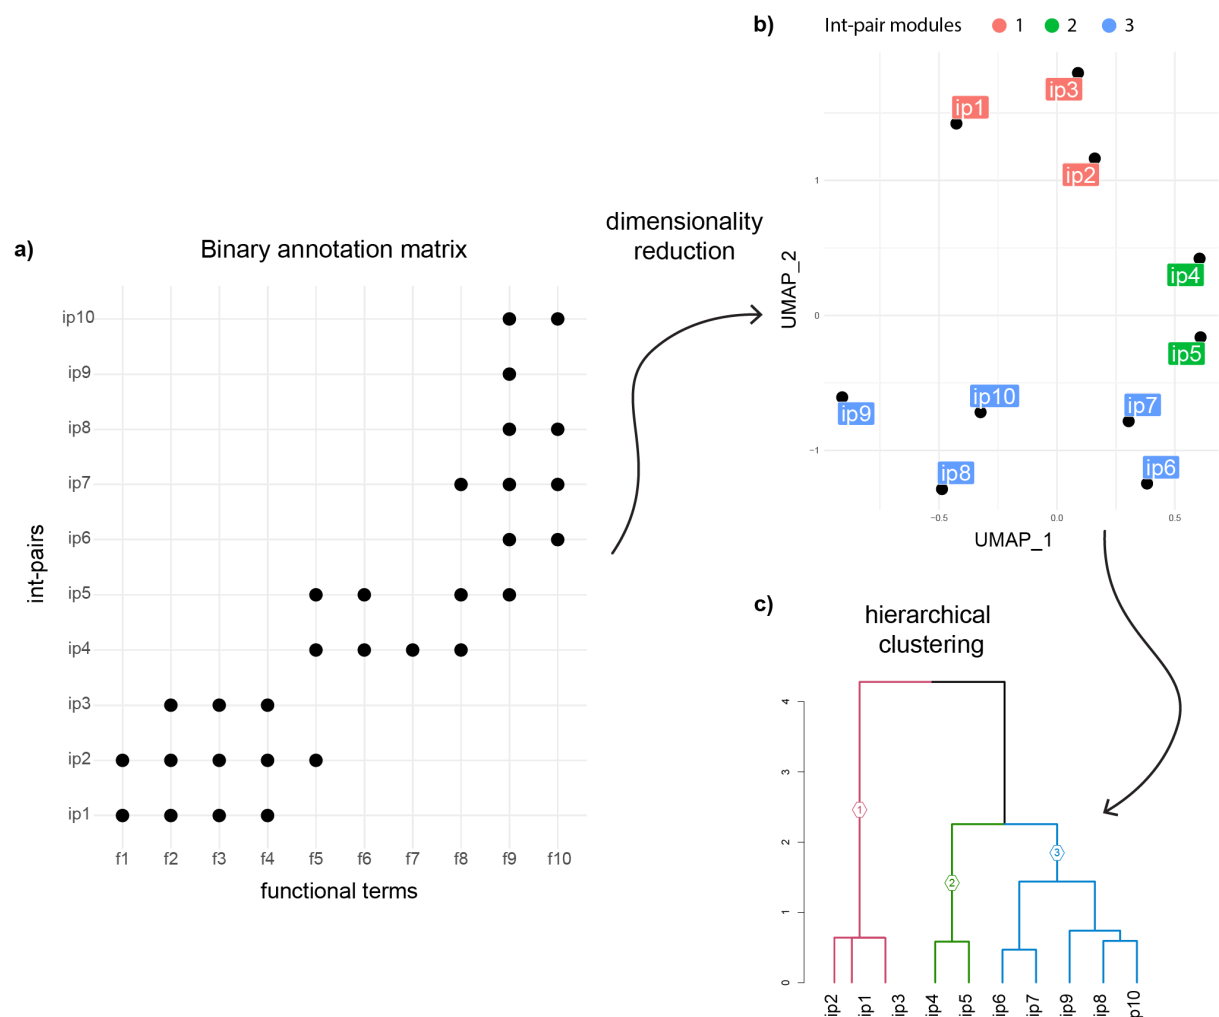 a)
Binary annotation matrix
ip10
ip9
ip8
ip7
ip6
ip5
ip4
ip3
ip2
ip1
int-pairs
f1 f2 f3 f4 f5 f6 f7 f8 f9 f10
functional terms
dimensionality
reduction
b)
Int-pair modules 1 2 3
ip3
ip1
ip2
ip4
ip5
ip10
ip7
ip9
ip6
ip8
1
0
−1
UMAP_2
−0.5 0.0 0.5
UMAP_1
c)
hierarchical
clustering
4
3
2
1
0
1
3
2
ip2 ip1 ip3 ip4 ip5 ip6 ip7 ip9 ip8 ip10